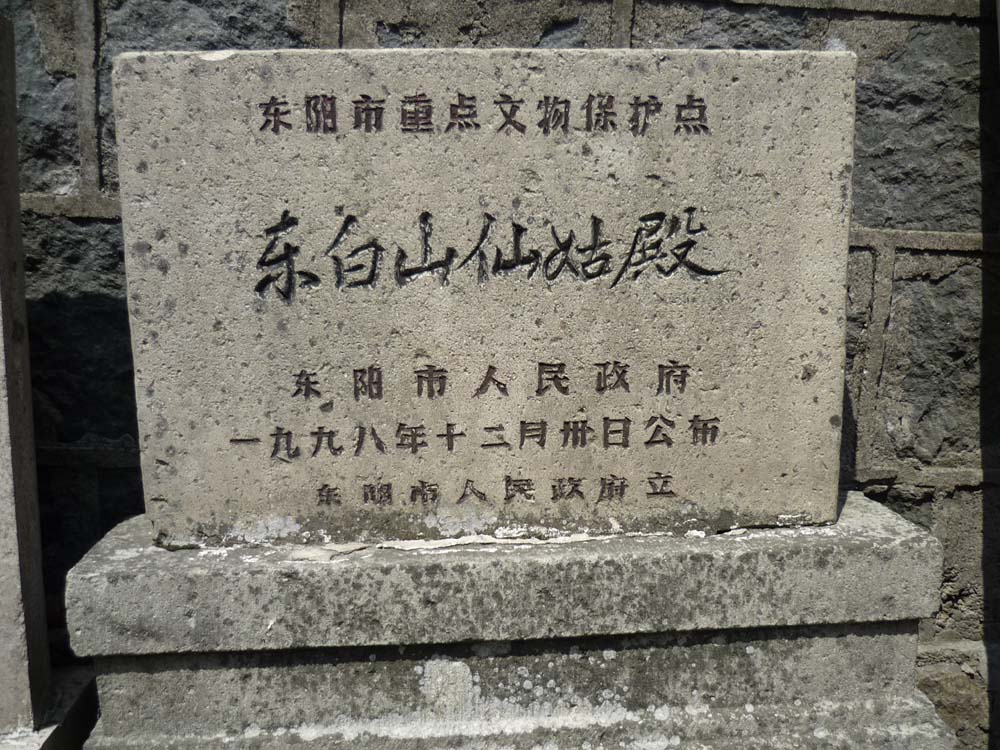 东阳市重点文物保护点
东白山仙姑殿
东阳市人民政府
一九九八年十二月卅日公布
东阳市人民政府立